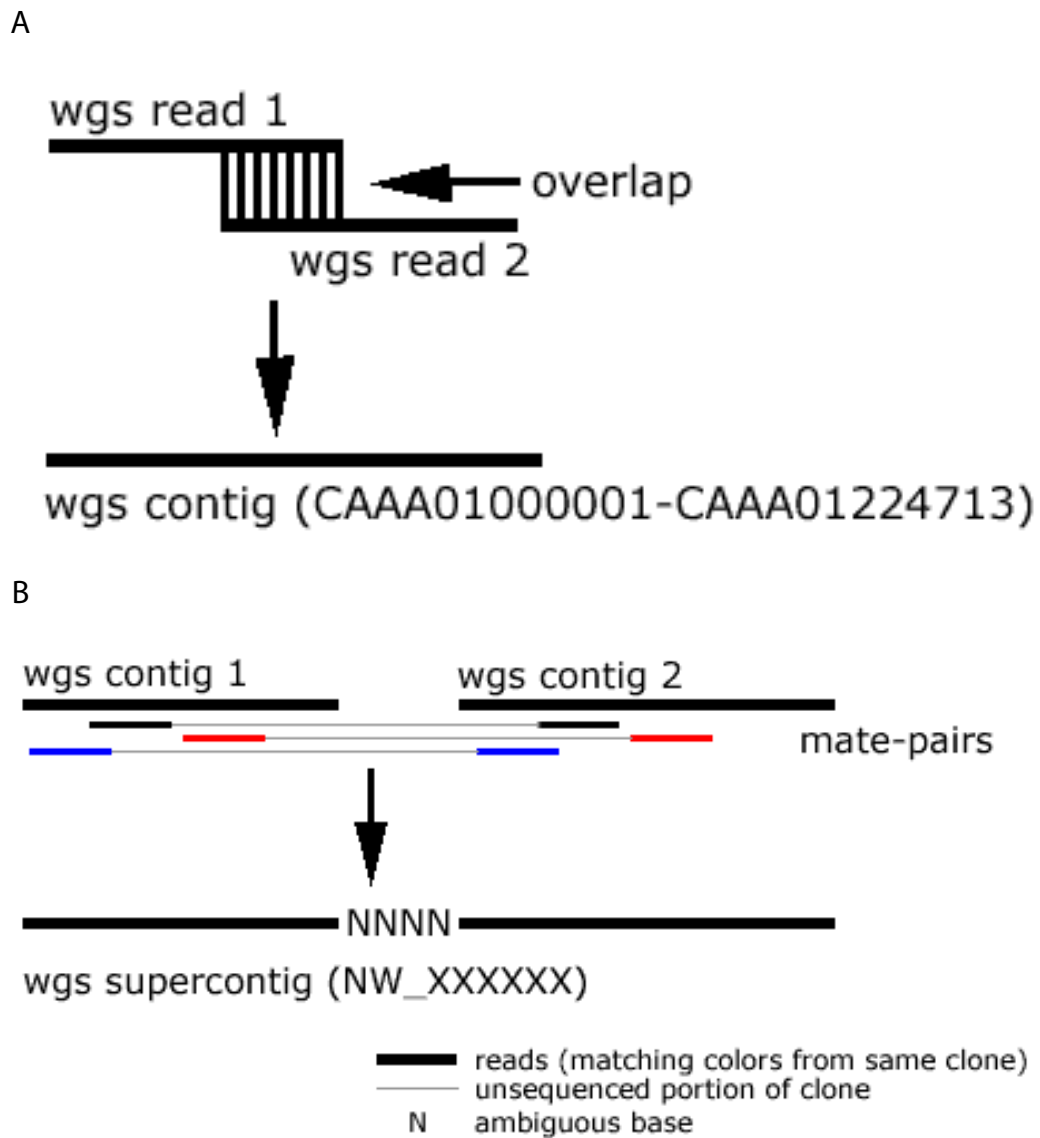 A
wgs read 1
overlap
wgs read 2
wgs contig (CAAA01000001-CAAA01224713)
B
wgs contig 1
wgs contig 2
mate-pairs
NNNN
wgs supercontig (NW_XXXXXX)
reads (matching colors from same clone)
unsequenced portion of clone
N ambiguous base